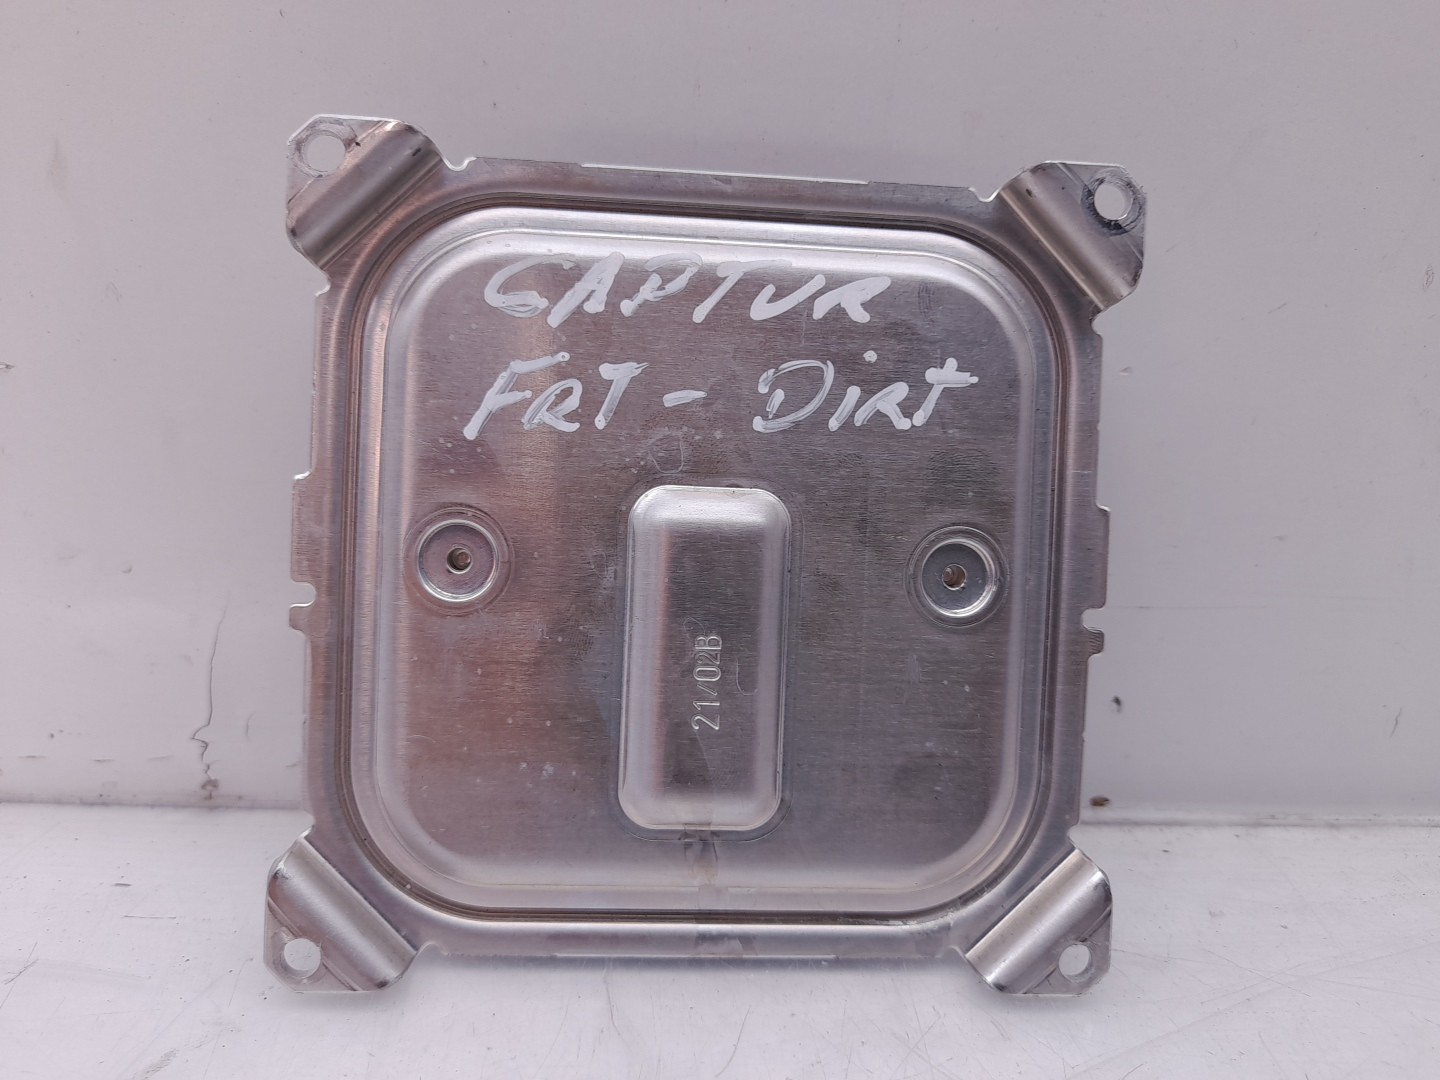 CAPTUR
FRT - DIRT
21/02B